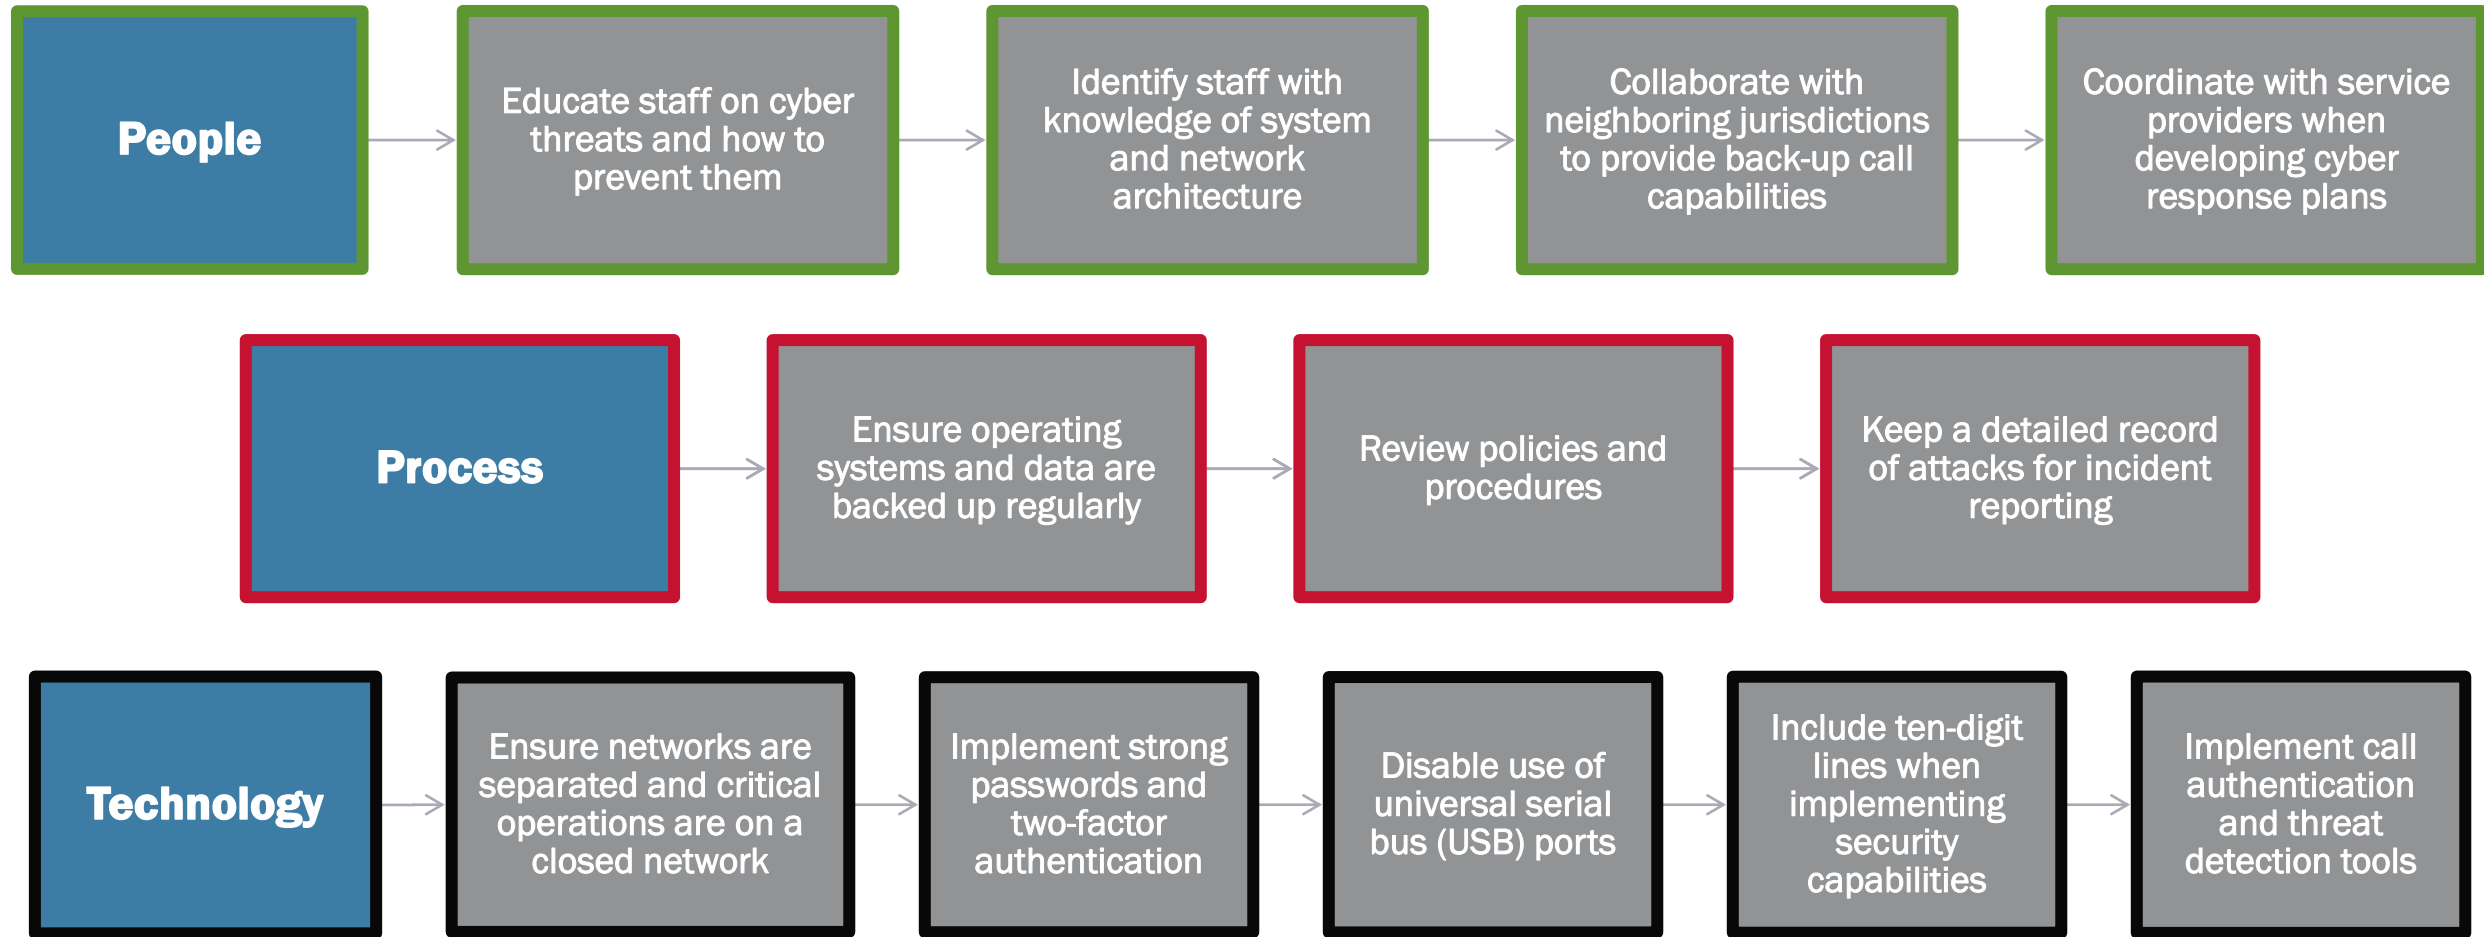 People
Educate staff on cyber
threats and how to
prevent them
Identify staff with
knowledge of system
and network
architecture
Collaborate with
neighboring jurisdictions
to provide back-up call
capabilities
Coordinate with service
providers when
developing cyber
response plans
Process
Ensure operating
systems and data are
backed up regularly
Review policies and
procedures
Keep a detailed record
of attacks for incident
reporting
Technology
Ensure networks are
separated and critical
operations are on a
closed network
Implement strong
passwords and
two-factor
authentication
Disable use of
universal serial
bus (USB) ports
Include ten-digit
lines when
implementing
security
capabilities
Implement call
authentication
and threat
detection tools